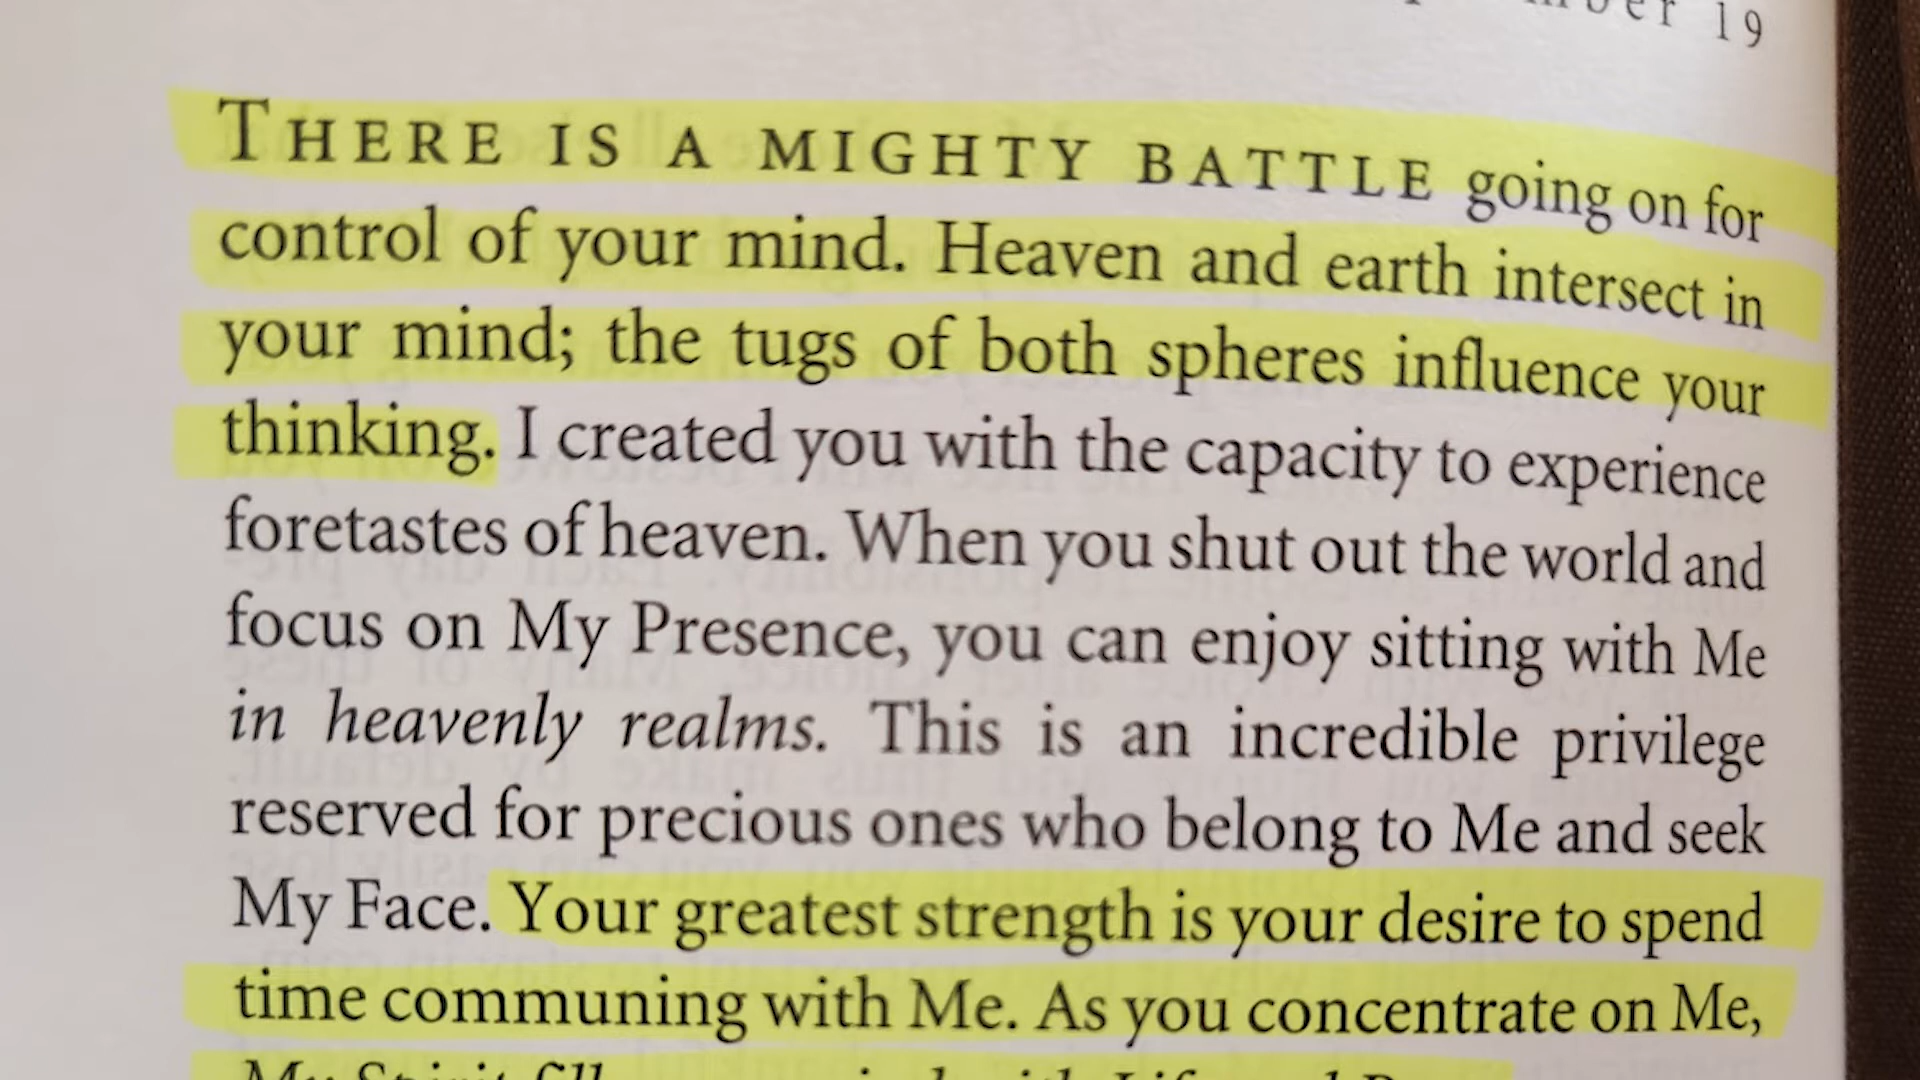 19
THERE IS A MIGHTY BATTLE going on for
control of your mind. Heaven and earth intersect in
your mind; the tugs of both spheres influence your
thinking. I created you with the capacity to experience
foretastes of heaven. When you shut out the world and
focus on My Presence, you can enjoy sitting with Me
in heavenly realms. This is an incredible privilege
reserved for precious ones who belong to Me and seek
My Face. Your greatest strength is your desire to spend
time communing with Me. As you concentrate on Me,
My Spirit